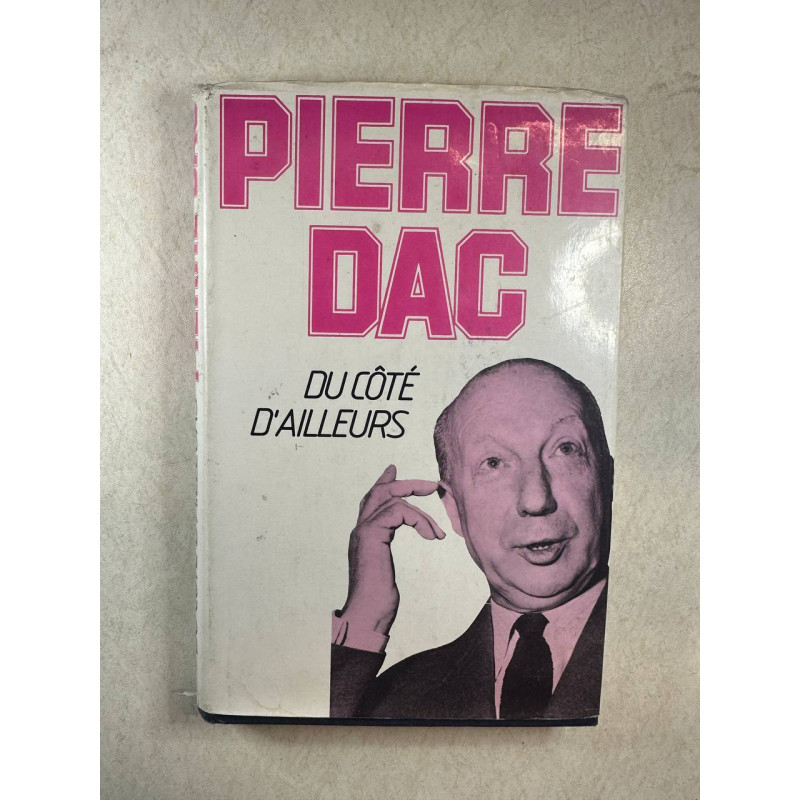 PIERRE
DAC
DU CÔTÉ
D'AILLEURS